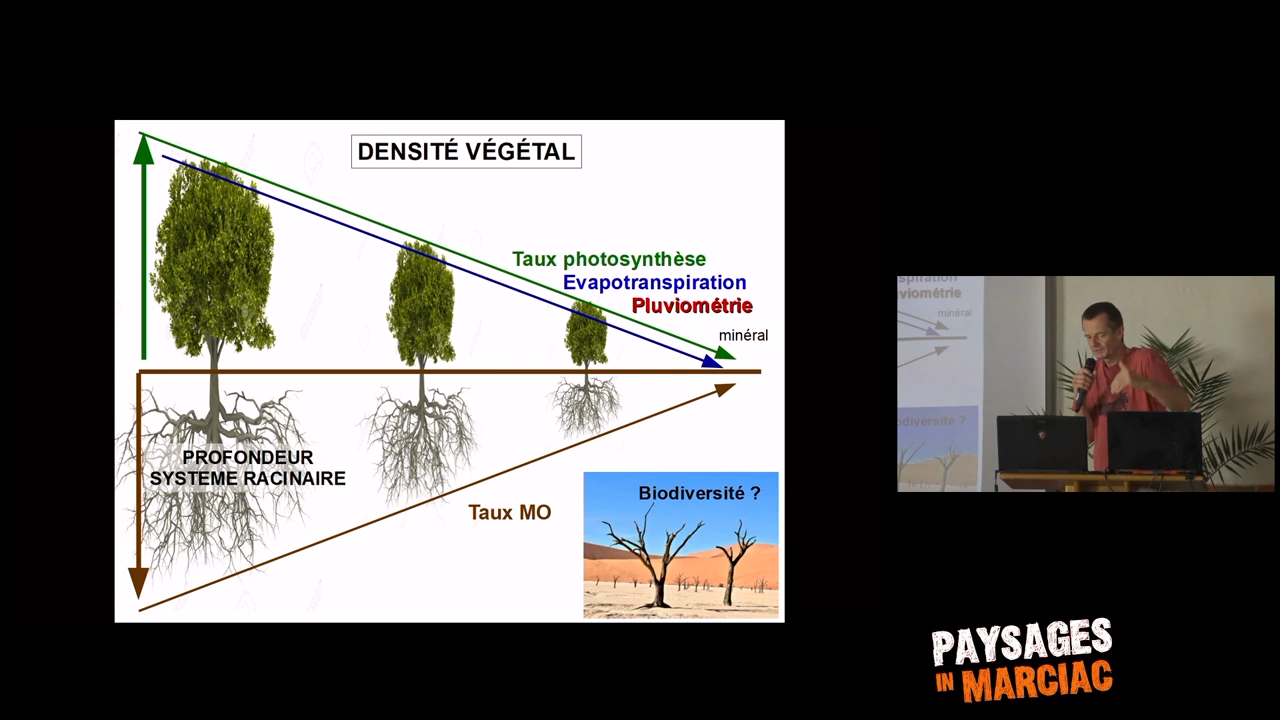 DENSITÉ VÉGÉTAL
Taux photosynthèse
Evapotranspiration
Pluviométrie
minéral
PROFONDEUR
SYSTEME RACINAIRE
Taux MO
Biodiversité ?
spiration
viométrie
minéral
odiversité ?
PAYSAGES
IN MARCIAC